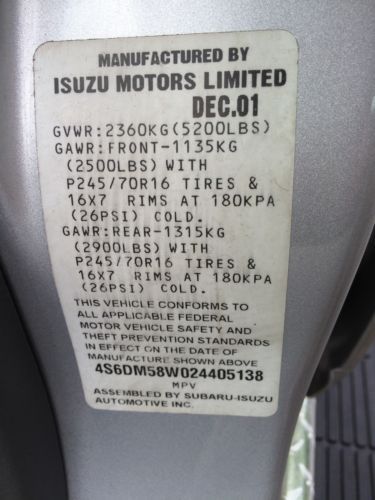 MANUFACTURED BY
ISUZU MOTORS LIMITED
DEC.01
GVWR:2360KG(5200LBS)
GAWR:FRONT-1135KG
(2500LBS) WITH
P245/70R16 TIRES &
16X7 RIMS AT 180KPA
(26PSI) COLD.
GAWR:REAR-1315KG
(2900LBS) WITH
P245/70R16 TIRES &
16X7 RIMS AT 180KPA
(26PSI) COLD.
THIS VEHICLE CONFORMS TO
ALL APPLICABLE FEDERAL
MOTOR VEHICLE SAFETY AND
THEFT PREVENTION STANDARDS
IN EFFECT ON THE DATE OF
MANUFACTURE SHOWN ABOVE
4S6DM58W024405138
MPV
ASSEMBLED BY SUBARU-ISUZU
AUTOMOTIVE INC.